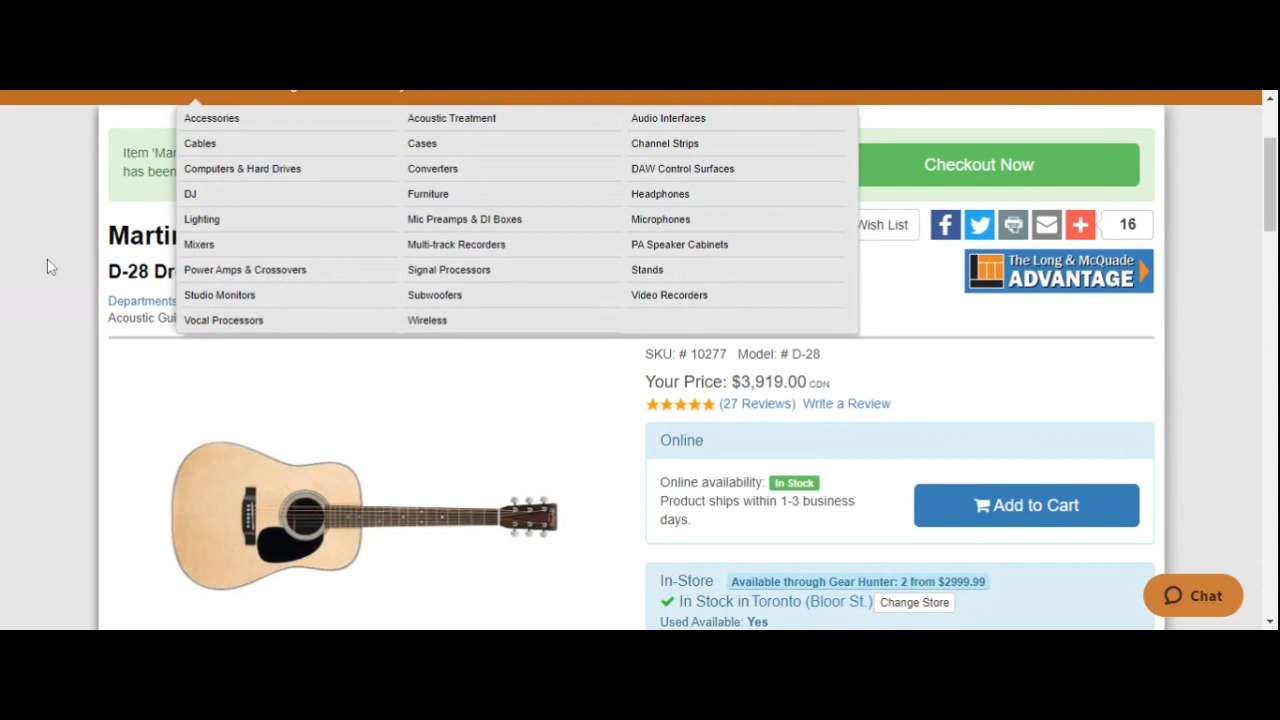 Accessories
Acoustic Treatment
Audio Interfaces
Cables
Cases
Channel Strips
Computers & Hard Drives
Converters
DAW Control Surfaces
DJ
Furniture
Headphones
Lighting
Mic Preamps & DI Boxes
Microphones
Mixers
Multi-track Recorders
PA Speaker Cabinets
Power Amps & Crossovers
Signal Processors
Stands
Studio Monitors
Subwoofers
Video Recorders
Vocal Processors
Wireless
Item 'Mar
has been
Checkout Now
Wish List
16
Martin
D-28 Dr
The Long & McQuade
ADVANTAGE
Departments
Acoustic Gui
SKU: # 10277 Model: # D-28
Your Price: $3,919.00 CDN
(27 Reviews) Write a Review
Online
Online availability: In Stock
Product ships within 1-3 business
days.
Add to Cart
In-Store Available through Gear Hunter: 2 from $2999.99
In Stock in Toronto (Bloor St.) Change Store
Used Available: Yes
Chat